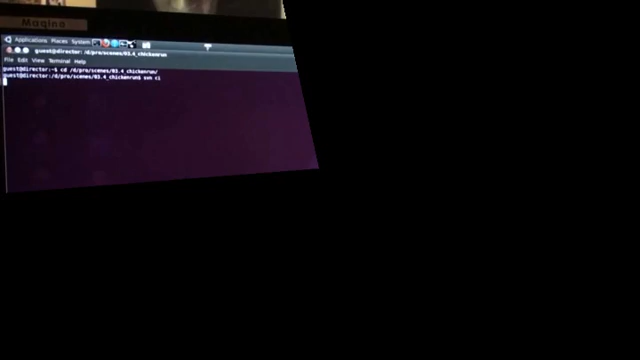 Magina
Applications Places System
guest@director: /d/pro/scenes/03.4_chickenrun
File Edit View Terminal Help
guest@director:~$ cd /d/pro/scenes/03.4_chickenrun/
guest@director:/d/pro/scenes/03.4_chickenrun$ svn ci